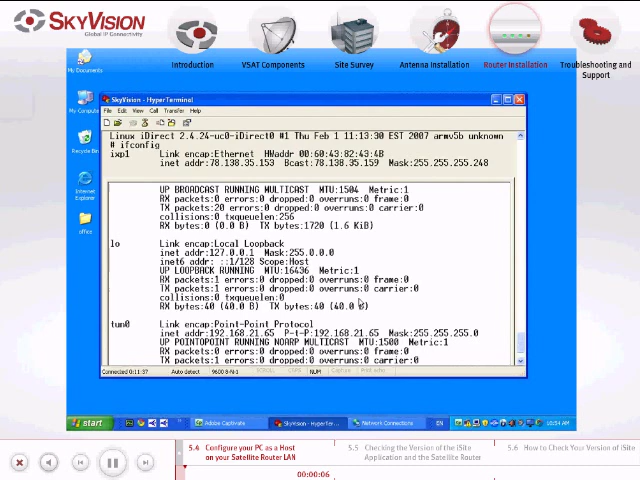 SKYVISION
Global IP Connectivity
Introduction
VSAT Components
Site Survey
Antenna Installation
Router Installation
Troubleshooting and
Support
My Documents
My Compute
Recycle Bin
Internet
Explorer
office
SkyVision - HyperTerminal
File Edit View Call Transfer Help
Linux iDirect 2.4.24-uc0-iDirect0 #1 Thu Feb 1 11:13:30 EST 2007 armv5b unknown
# ifconfig
ixp1 Link encap:Ethernet HWaddr 00:60:43:82:43:4B
inet addr:78.138.35.153 Bcast:78.138.35.159 Mask:255.255.255.248
UP BROADCAST RUNNING MULTICAST MTU:1504 Metric:1
RX packets:0 errors:0 dropped:0 overruns:0 frame:0
TX packets:20 errors:0 dropped:0 overruns:0 carrier:0
collisions:0 txqueuelen:256
RX bytes:0 (0.0 B) TX bytes:1720 (1.6 KiB)
lo Link encap:Local Loopback
inet addr:127.0.0.1 Mask:255.0.0.0
inet6 addr: ::1/128 Scope:Host
UP LOOPBACK RUNNING MTU:16436 Metric:1
RX packets:1 errors:0 dropped:0 overruns:0 frame:0
TX packets:1 errors:0 dropped:0 overruns:0 carrier:0
collisions:0 txqueuelen:0
RX bytes:40 (40.0 B) TX bytes:40 (40.0 B)
tun0 Link encap:Point-Point Protocol
inet addr:192.168.21.65 P-t-P:192.168.21.65 Mask:255.255.255.0
UP POINTOPOINT RUNNING NOARP MULTICAST MTU:1500 Metric:1
RX packets:0 errors:0 dropped:0 overruns:0 frame:0
TX packets:1 errors:0 dropped:0 overruns:0 carrier:0
Connected 0:11:37 Auto detect 9600 8-N-1 SCROLL CAPS NUM Capture Print echo
start Adobe Captivate SkyVision - HyperTer... Network Connections EN 10:54 AM
5.4 Configure your PC as a Host
on your Satellite Router LAN
5.5 Checking the Version of the iSite
Application and the Satellite Router
5.6 How to Check Your Version of iSite
00:00:06